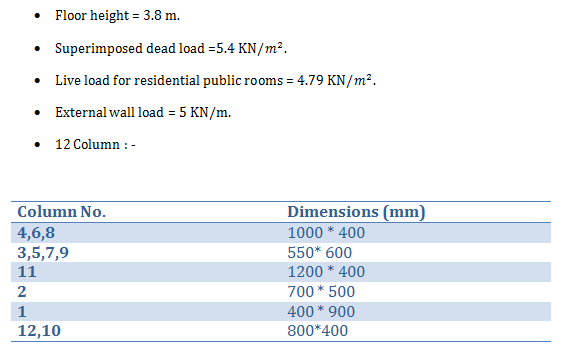 • Floor height = 3.8 m.
• Superimposed dead load =5.4 KN/m².
• Live load for residential public rooms = 4.79 KN/m².
• External wall load = 5 KN/m.
• 12 Column : -
Column No. Dimensions (mm)
4,6,8 1000 * 400
3,5,7,9 550* 600
11 1200 * 400
2 700 * 500
1 400 * 900
12,10 800*400